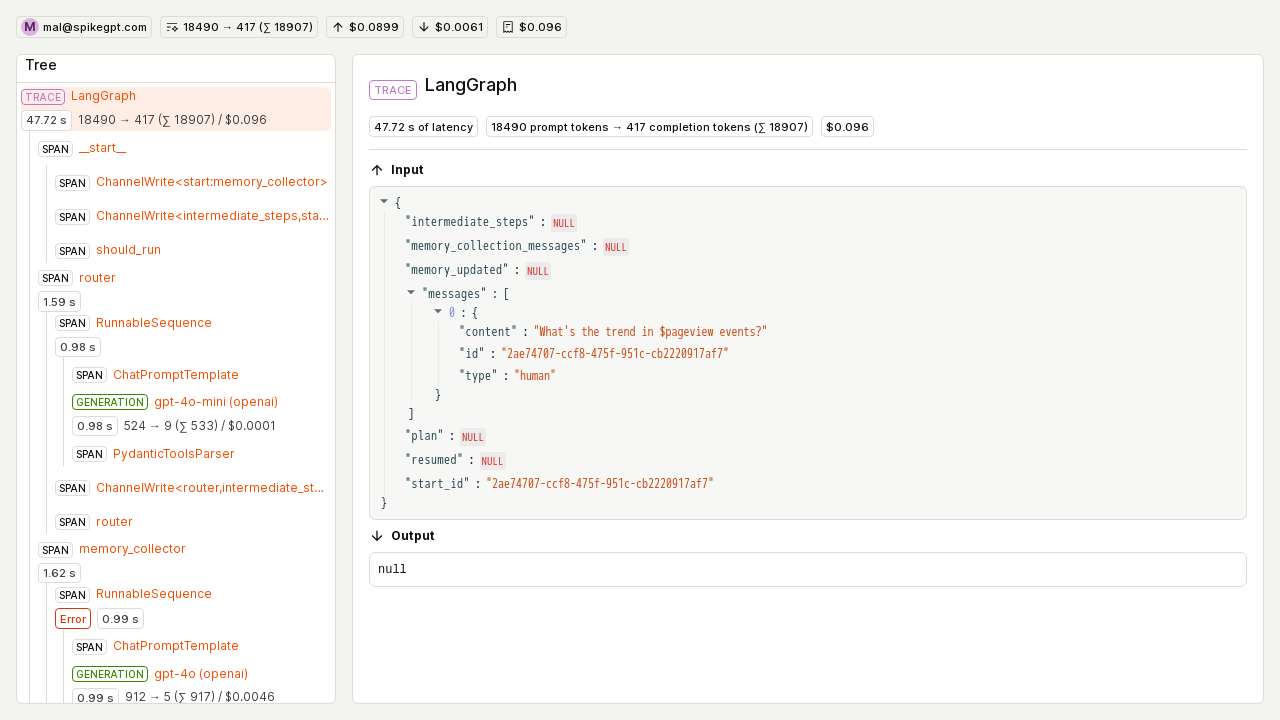 M mal@spikegpt.com 18490 → 417 (∑ 18907) $0.0899 $0.0061 $0.096
Tree
TRACE LangGraph
47.72 s 18490 → 417 (∑ 18907) / $0.096
SPAN __start__
SPAN ChannelWrite<start:memory_collector>
SPAN ChannelWrite<intermediate_steps,sta...
SPAN should_run
SPAN router
1.59 s
SPAN RunnableSequence
0.98 s
SPAN ChatPromptTemplate
GENERATION gpt-4o-mini (openai)
0.98 s 524 → 9 (∑ 533) / $0.0001
SPAN PydanticToolsParser
SPAN ChannelWrite<router,intermediate_st...
SPAN router
SPAN memory_collector
1.62 s
SPAN RunnableSequence
Error 0.99 s
SPAN ChatPromptTemplate
GENERATION gpt-4o (openai)
0.99 s 912 → 5 (∑ 917) / $0.0046
TRACE LangGraph
47.72 s of latency 18490 prompt tokens → 417 completion tokens (∑ 18907) $0.096
Input
{
"intermediate_steps" : NULL
"memory_collection_messages" : NULL
"memory_updated" : NULL
"messages" : [
0 : {
"content" : "What's the trend in $pageview events?"
"id" : "2ae74707-ccf8-475f-951c-cb2220917af7"
"type" : "human"
}
]
"plan" : NULL
"resumed" : NULL
"start_id" : "2ae74707-ccf8-475f-951c-cb2220917af7"
}
Output
null